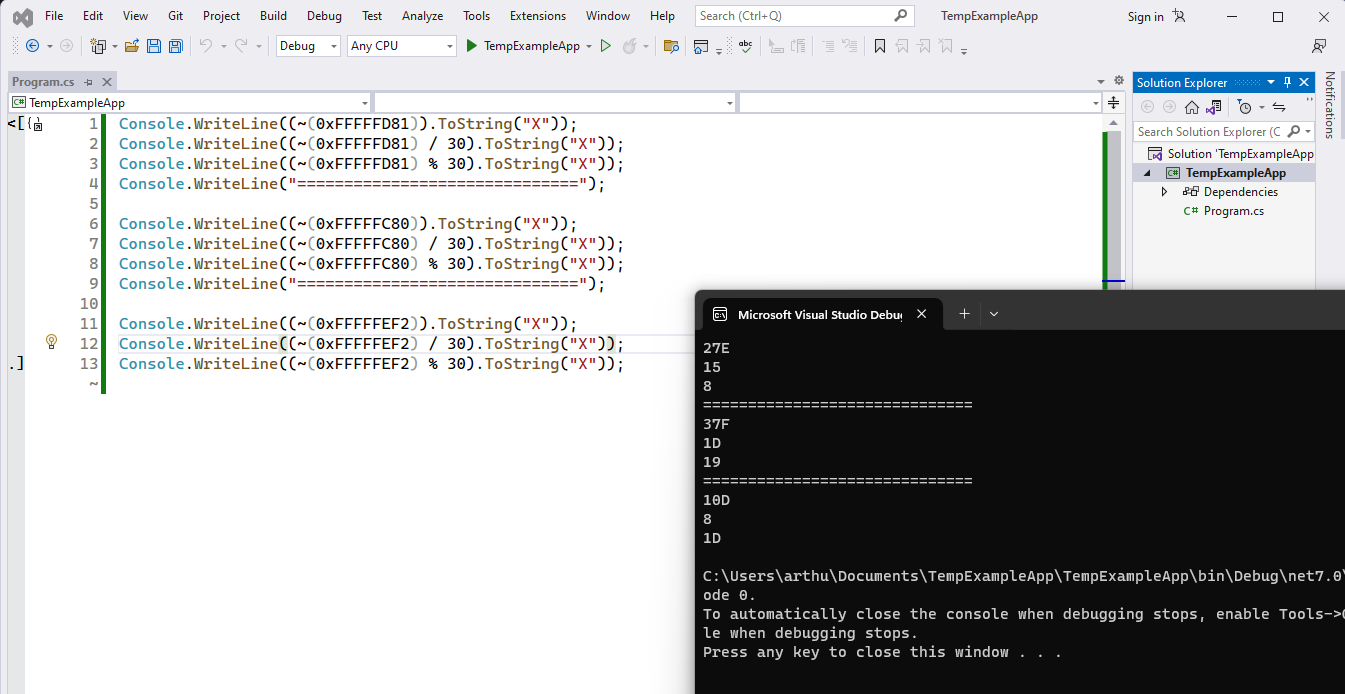 File Edit View Git Project Build Debug Test Analyze Tools Extensions Window Help Search (Ctrl+Q) TempExampleApp Sign in
Debug Any CPU TempExampleApp
Program.cs
TempExampleApp
1 Console.WriteLine((~(0xFFFFFD81)).ToString("X"));
2 Console.WriteLine((~(0xFFFFFD81) / 30).ToString("X"));
3 Console.WriteLine((~(0xFFFFFD81) % 30).ToString("X"));
4 Console.WriteLine("==============================");
5
6 Console.WriteLine((~(0xFFFFFC80)).ToString("X"));
7 Console.WriteLine((~(0xFFFFFC80) / 30).ToString("X"));
8 Console.WriteLine((~(0xFFFFFC80) % 30).ToString("X"));
9 Console.WriteLine("==============================");
10
11 Console.WriteLine((~(0xFFFFFEF2)).ToString("X"));
12 Console.WriteLine((~(0xFFFFFEF2) / 30).ToString("X"));
13 Console.WriteLine((~(0xFFFFFEF2) % 30).ToString("X"));
~
Solution Explorer
Search Solution Explorer (C
Solution 'TempExampleApp
C# TempExampleApp
Dependencies
C# Program.cs
Notifications
Microsoft Visual Studio Debug
27E
15
8
==============================
37F
1D
19
==============================
10D
8
1D
C:\Users\arthu\Documents\TempExampleApp\TempExampleApp\bin\Debug\net7.0\
ode 0.
To automatically close the console when debugging stops, enable Tools->
le when debugging stops.
Press any key to close this window . . .